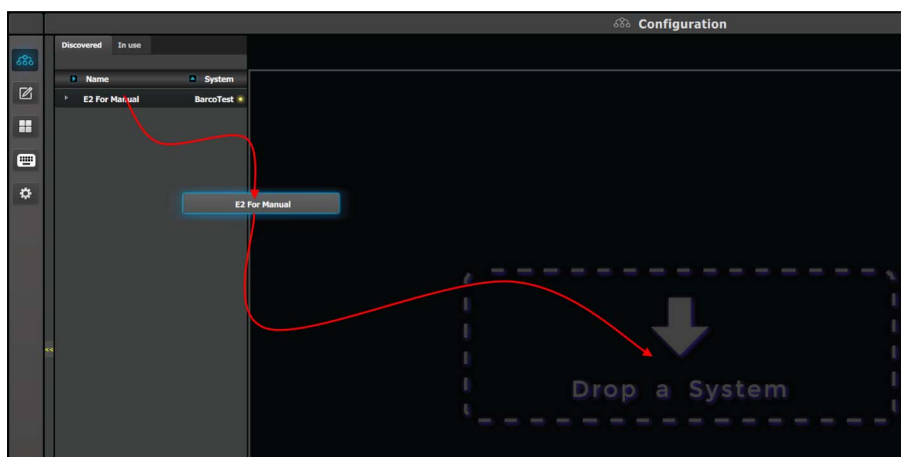 Configuration
Discovered In use
Name System
E2 For Manual BarcoTest
E2 For Manual
<<
Drop a System